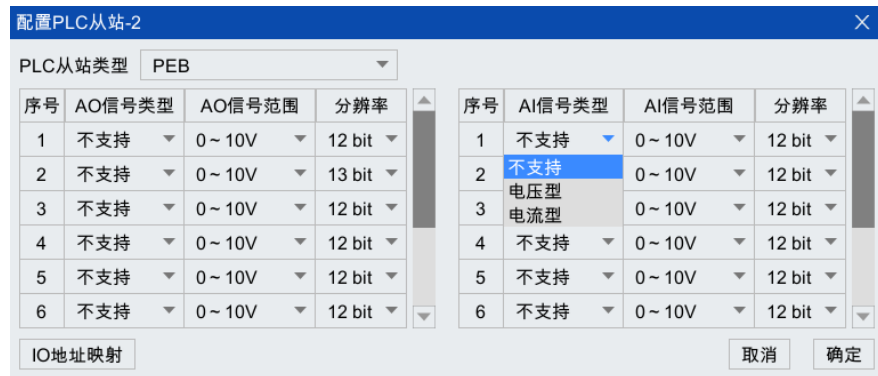 配置PLC从站-2
PLC从站类型 PEB
序号 AO信号类型 AO信号范围 分辨率 序号 AI信号类型 AI信号范围 分辨率
1 不支持 0~10V 12 bit 1 不支持 0~10V 12 bit
2 不支持 0~10V 13 bit 2 不支持 0~10V 12 bit
电压型
3 不支持 0~10V 12 bit 3 电流型 0~10V 12 bit
4 不支持 0~10V 12 bit 4 不支持 0~10V 12 bit
5 不支持 0~10V 12 bit 5 不支持 0~10V 12 bit
6 不支持 0~10V 12 bit 6 不支持 0~10V 12 bit
IO地址映射 取消 确定